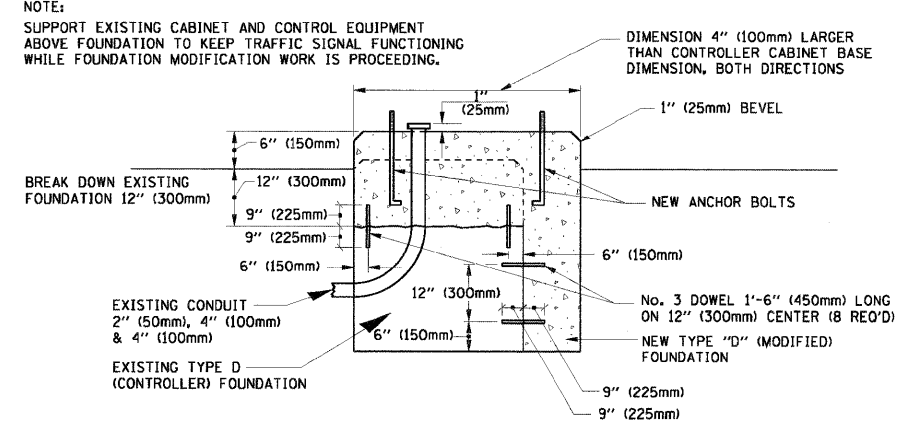 NOTE:
SUPPORT EXISTING CABINET AND CONTROL EQUIPMENT
ABOVE FOUNDATION TO KEEP TRAFFIC SIGNAL FUNCTIONING
WHILE FOUNDATION MODIFICATION WORK IS PROCEEDING.
DIMENSION 4" (100mm) LARGER
THAN CONTROLLER CABINET BASE
DIMENSION, BOTH DIRECTIONS
1"
(25mm)
1" (25mm) BEVEL
6" (150mm)
BREAK DOWN EXISTING
FOUNDATION 12" (300mm)
12" (300mm)
NEW ANCHOR BOLTS
9" (225mm)
9" (225mm)
6" (150mm)
6" (150mm)
12" (300mm)
EXISTING CONDUIT
2" (50mm), 4" (100mm)
& 4" (100mm)
No. 3 DOWEL 1'-6" (450mm) LONG
ON 12" (300mm) CENTER (8 REQ'D)
6" (150mm)
NEW TYPE "D" (MODIFIED)
FOUNDATION
EXISTING TYPE D
(CONTROLLER) FOUNDATION
9" (225mm)
9" (225mm)